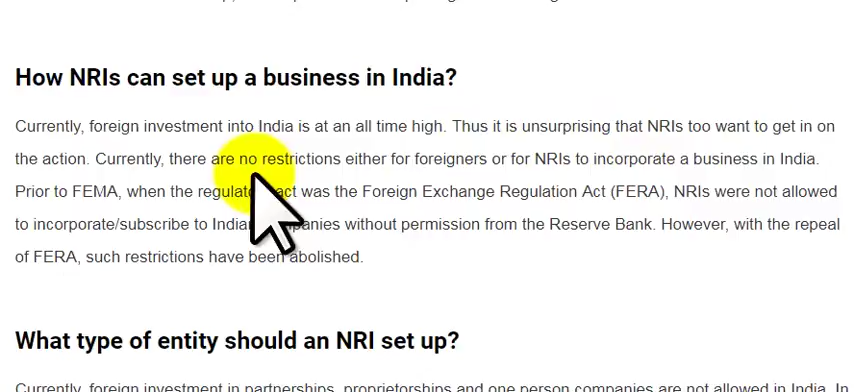 How NRIs can set up a business in India?
Currently, foreign investment into India is at an all time high. Thus it is unsurprising that NRIs too want to get in on
the action. Currently, there are no restrictions either for foreigners or for NRIs to incorporate a business in India.
Prior to FEMA, when the act was the Foreign Exchange Regulation Act (FERA), NRIs were not allowed
to incorporate/subscribe to without permission from the Reserve Bank. However, with the repeal
of FERA, such restrictions have been abolished.
What type of entity should an NRI set up?
Currently, foreign investment in partnerships, proprietorships and one person companies are not allowed in India. In